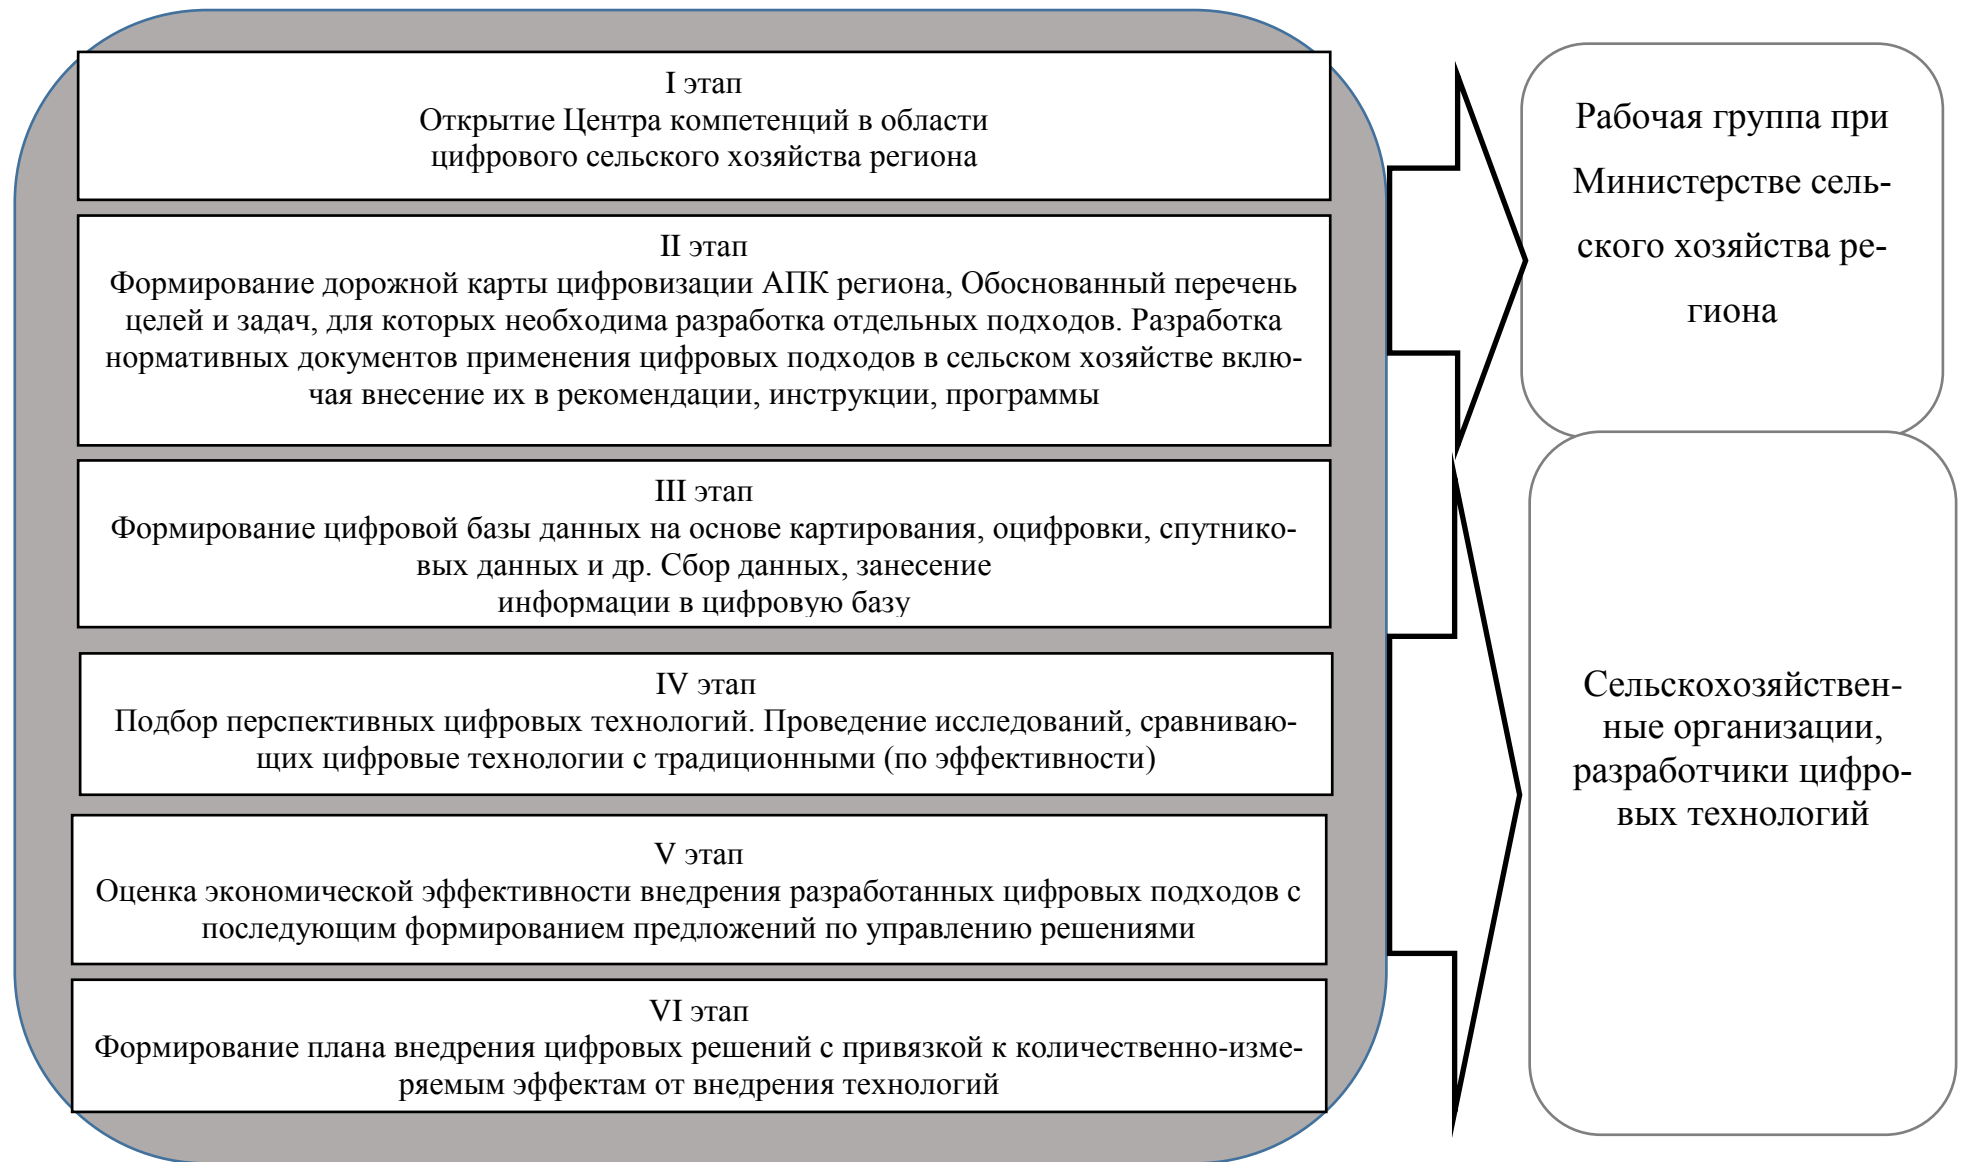 I этап
Открытие Центра компетенций в области
цифрового сельского хозяйства региона
II этап
Формирование дорожной карты цифровизации АПК региона, Обоснованный перечень
целей и задач, для которых необходима разработка отдельных подходов. Разработка
нормативных документов применения цифровых подходов в сельском хозяйстве вклю-
чая внесение их в рекомендации, инструкции, программы
III этап
Формирование цифровой базы данных на основе картирования, оцифровки, спутнико-
вых данных и др. Сбор данных, занесение
информации в цифровую базу
IV этап
Подбор перспективных цифровых технологий. Проведение исследований, сравниваю-
щих цифровые технологии с традиционными (по эффективности)
V этап
Оценка экономической эффективности внедрения разработанных цифровых подходов с
последующим формированием предложений по управлению решениями
VI этап
Формирование плана внедрения цифровых решений с привязкой к количественно-изме-
ряемым эффектам от внедрения технологий
Рабочая группа при
Министерстве сель-
ского хозяйства ре-
гиона
Сельскохозяйствен-
ные организации,
разработчики цифро-
вых технологий